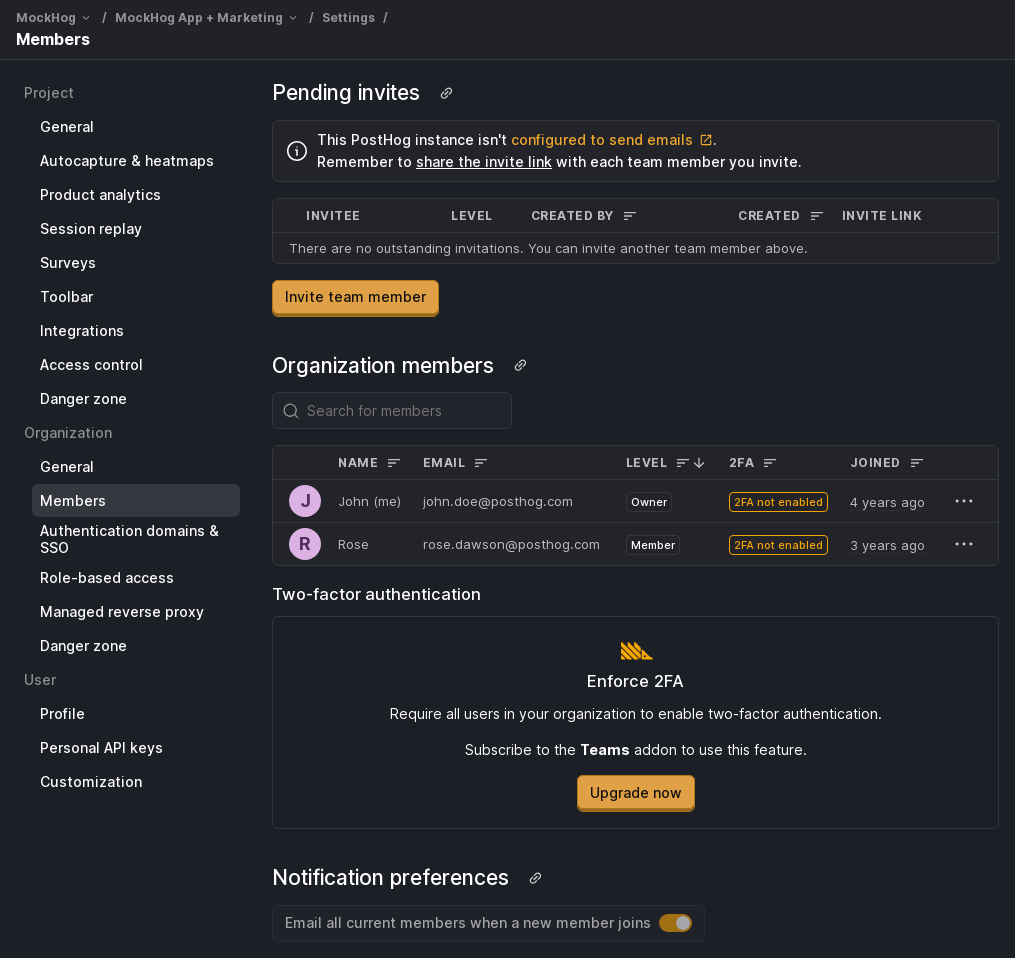 MockHog / MockHog App + Marketing / Settings /
Members
Project
General
Autocapture & heatmaps
Product analytics
Session replay
Surveys
Toolbar
Integrations
Access control
Danger zone
Organization
General
Members
Authentication domains &
SSO
Role-based access
Managed reverse proxy
Danger zone
User
Profile
Personal API keys
Customization
Pending invites
This PostHog instance isn't configured to send emails.
Remember to share the invite link with each team member you invite.
INVITEE LEVEL CREATED BY CREATED INVITE LINK
There are no outstanding invitations. You can invite another team member above.
Invite team member
Organization members
Search for members
NAME EMAIL LEVEL 2FA JOINED
J John (me) john.doe@posthog.com Owner 2FA not enabled 4 years ago
R Rose rose.dawson@posthog.com Member 2FA not enabled 3 years ago
Two-factor authentication
Enforce 2FA
Require all users in your organization to enable two-factor authentication.
Subscribe to the Teams addon to use this feature.
Upgrade now
Notification preferences
Email all current members when a new member joins